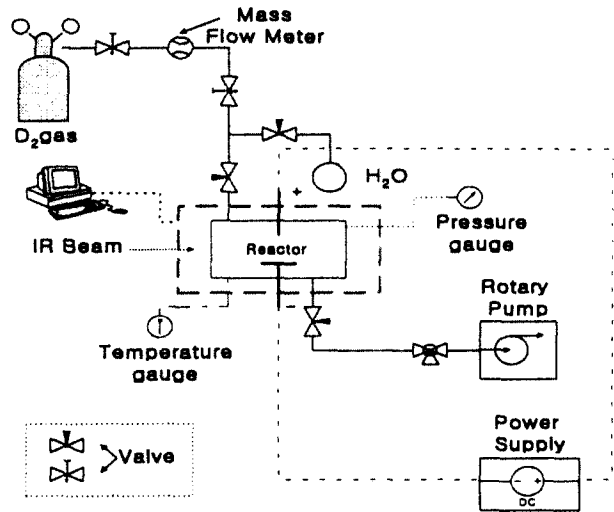 Mass
Flow Meter
D₂gas
H₂O
+
IR Beam
Reactor
Pressure
gauge
Temperature
gauge
Rotary
Pump
Valve
Power
Supply
- +
DC